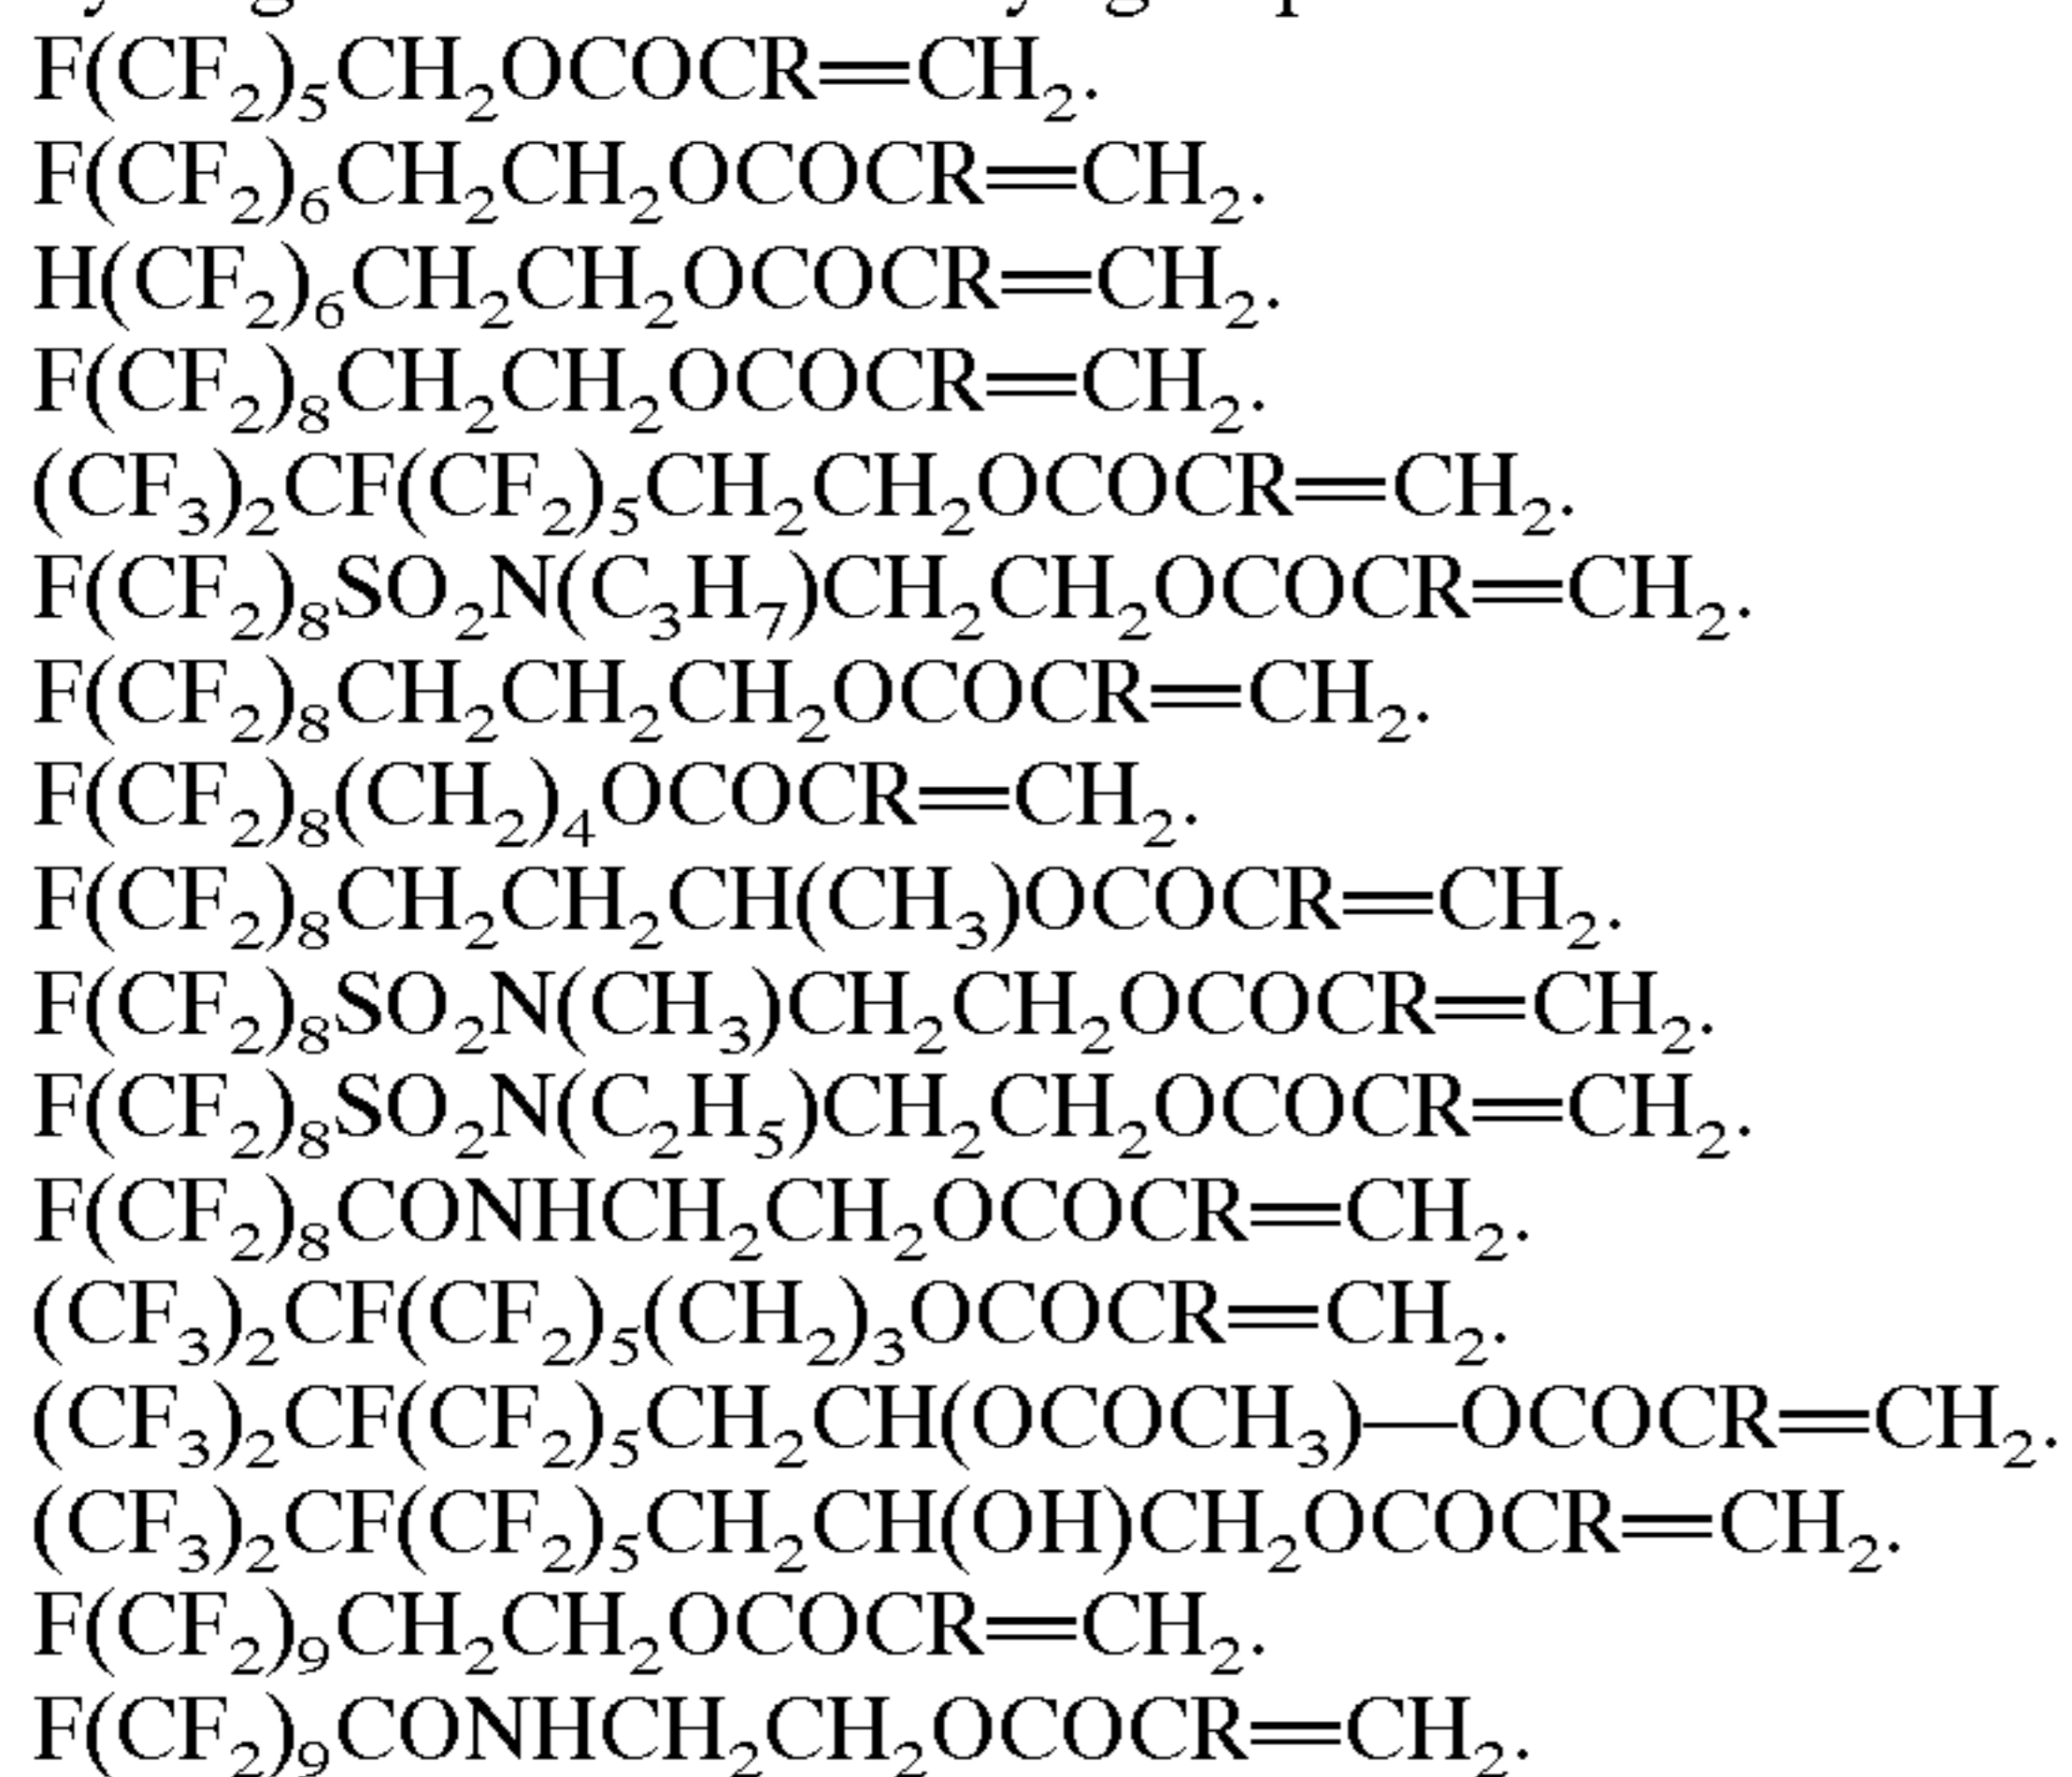 F(CF₂)₅CH₂OCOCR=CH₂.
F(CF₂)₆CH₂CH₂OCOCR=CH₂.
H(CF₂)₆CH₂CH₂OCOCR=CH₂.
F(CF₂)₈CH₂CH₂OCOCR=CH₂.
(CF₃)₂CF(CF₂)₅CH₂CH₂OCOCR=CH₂.
F(CF₂)₈SO₂N(C₃H₇)CH₂CH₂OCOCR=CH₂.
F(CF₂)₈CH₂CH₂CH₂OCOCR=CH₂.
F(CF₂)₈(CH₂)₄OCOCR=CH₂.
F(CF₂)₈CH₂CH₂CH(CH₃)OCOCR=CH₂.
F(CF₂)₈SO₂N(CH₃)CH₂CH₂OCOCR=CH₂.
F(CF₂)₈SO₂N(C₂H₅)CH₂CH₂OCOCR=CH₂.
F(CF₂)₈CONHCH₂CH₂OCOCR=CH₂.
(CF₃)₂CF(CF₂)₅(CH₂)₃OCOCR=CH₂.
(CF₃)₂CF(CF₂)₅CH₂CH(OCOCH₃)—OCOCR=CH₂.
(CF₃)₂CF(CF₂)₅CH₂CH(OH)CH₂OCOCR=CH₂.
F(CF₂)₉CH₂CH₂OCOCR=CH₂.
F(CF₂)₉CONHCH₂CH₂OCOCR=CH₂.